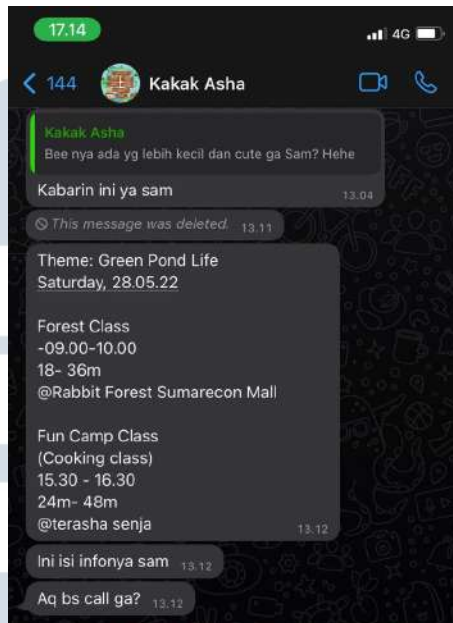 17.14
4G
144
Kakak Asha
Kakak Asha
Bee nya ada yg lebih kecil dan cute ga Sam? Hehe
Kabarin ini ya sam
13.04
This message was deleted. 13.11
Theme: Green Pond Life
Saturday, 28.05.22
Forest Class
-09.00-10.00
18- 36m
@Rabbit Forest Sumarecon Mall
Fun Camp Class
(Cooking class)
15.30 - 16.30
24m- 48m
@terasha senja
13.12
Ini isi infonya sam 13.12
Aq bs call ga? 13.12